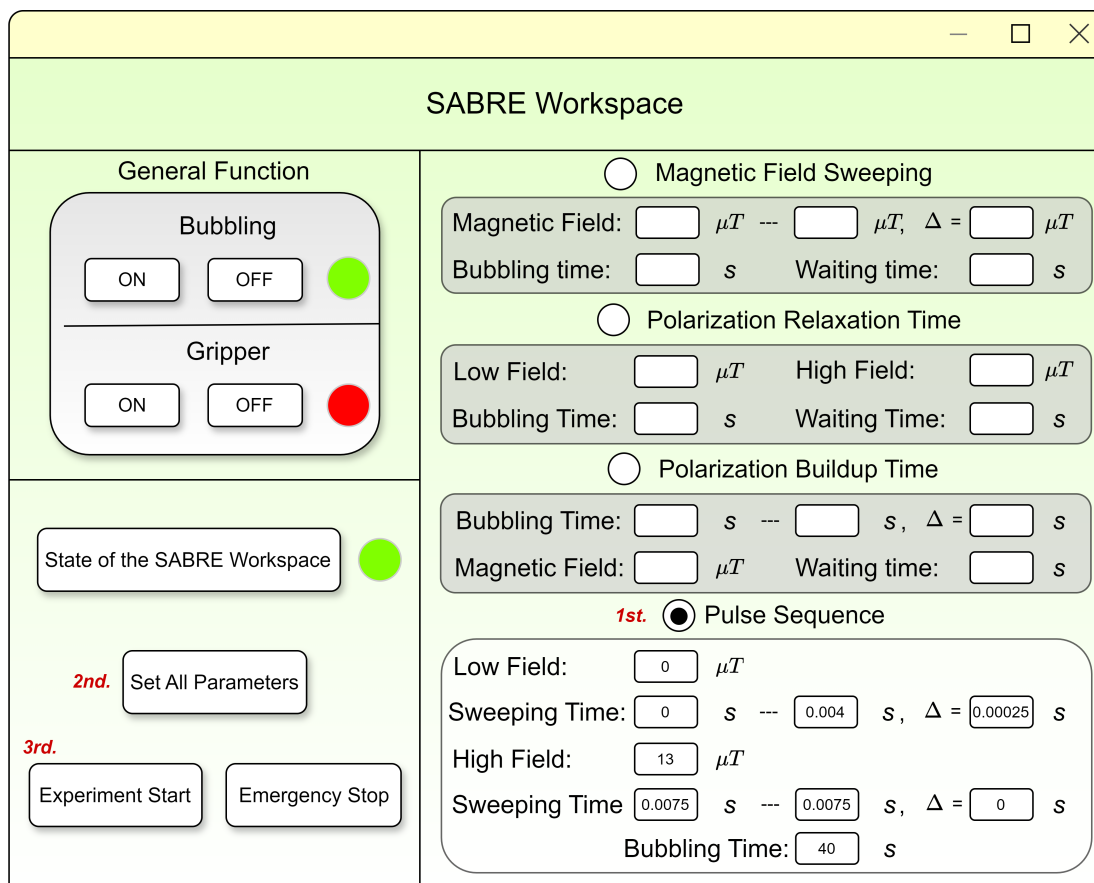 SABRE Workspace
General Function
Bubbling
ON OFF
Gripper
ON OFF
State of the SABRE Workspace
2nd. Set All Parameters
3rd.
Experiment Start Emergency Stop
Magnetic Field Sweeping
Magnetic Field: μT --- μT, Δ = μT
Bubbling time: s Waiting time: s
Polarization Relaxation Time
Low Field: μT High Field: μT
Bubbling Time: s Waiting Time: s
Polarization Buildup Time
Bubbling Time: s --- s , Δ = s
Magnetic Field: μT Waiting time: s
1st. Pulse Sequence
Low Field: 0 μT
Sweeping Time: 0 s --- 0.004 s , Δ = 0.00025 s
High Field: 13 μT
Sweeping Time 0.0075 s --- 0.0075 s , Δ = 0 s
Bubbling Time: 40 s